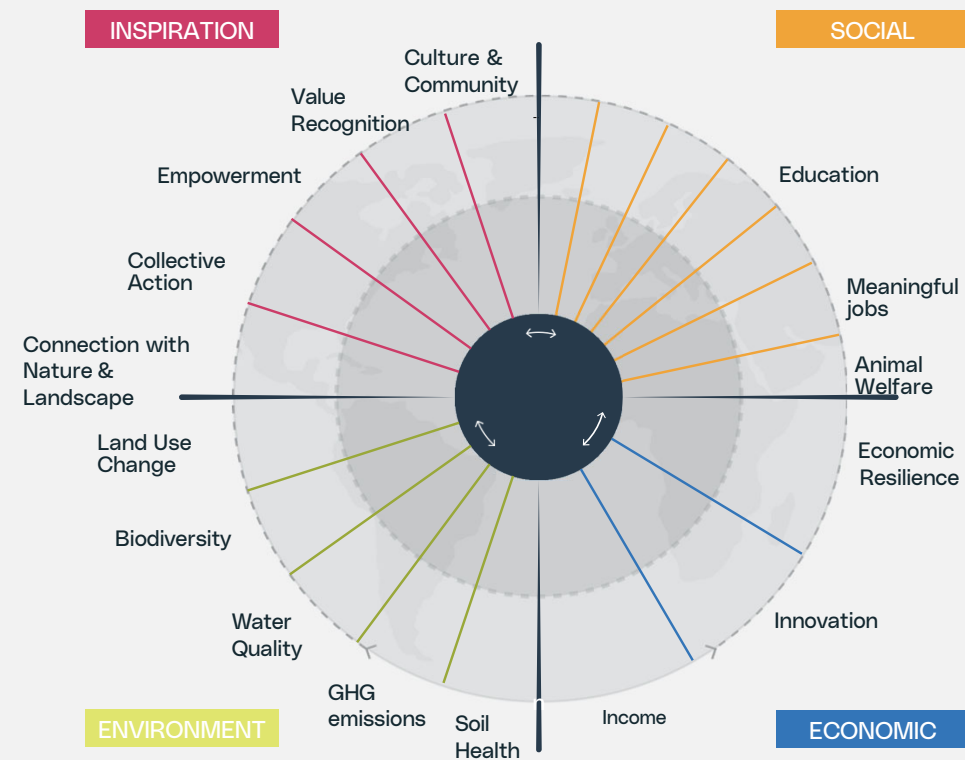 INSPIRATION
SOCIAL
Culture &
Community
Value
Recognition
Empowerment
Education
Collective
Action
Meaningful
jobs
Connection with
Nature &
Landscape
Animal
Welfare
Land Use
Change
Economic
Resilience
Biodiversity
Water
Quality
Innovation
GHG
emissions
Soil
Health
Income
ENVIRONMENT
ECONOMIC